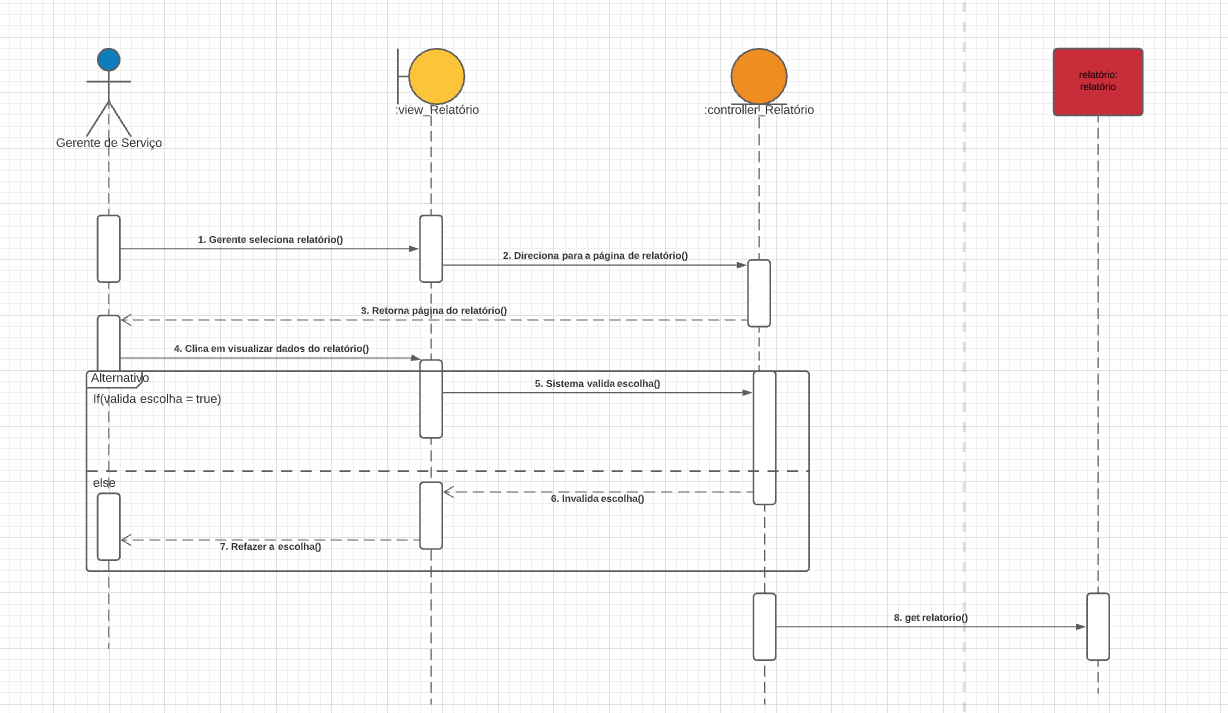 relatório:
relatório
:view_Relatório
:controller_Relatório
Gerente de Serviço
1. Gerente seleciona relatório()
2. Direciona para a página de relatório()
3. Retorna página do relatório()
4. Clica em visualizar dados do relatório()
Alternativo
5. Sistema valida escolha()
If(valida escolha = true)
else
6. Invalida escolha()
7. Refazer a escolha()
8. get relatorio()